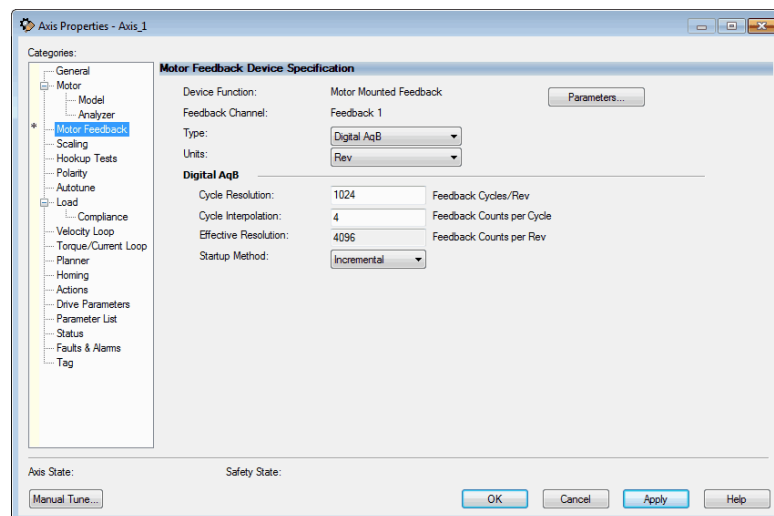 Axis Properties - Axis_1
Categories:
General
Motor
Model
Analyzer
* Motor Feedback
Scaling
Hookup Tests
Polarity
Autotune
Load
Compliance
Velocity Loop
Torque/Current Loop
Planner
Homing
Actions
Drive Parameters
Parameter List
Status
Faults & Alarms
Tag
Motor Feedback Device Specification
Device Function: Motor Mounted Feedback Parameters...
Feedback Channel: Feedback 1
Type: Digital AqB
Units: Rev
Digital AqB
Cycle Resolution: 1024 Feedback Cycles/Rev
Cycle Interpolation: 4 Feedback Counts per Cycle
Effective Resolution: 4096 Feedback Counts per Rev
Startup Method: Incremental
Axis State: Safety State:
Manual Tune... OK Cancel Apply Help